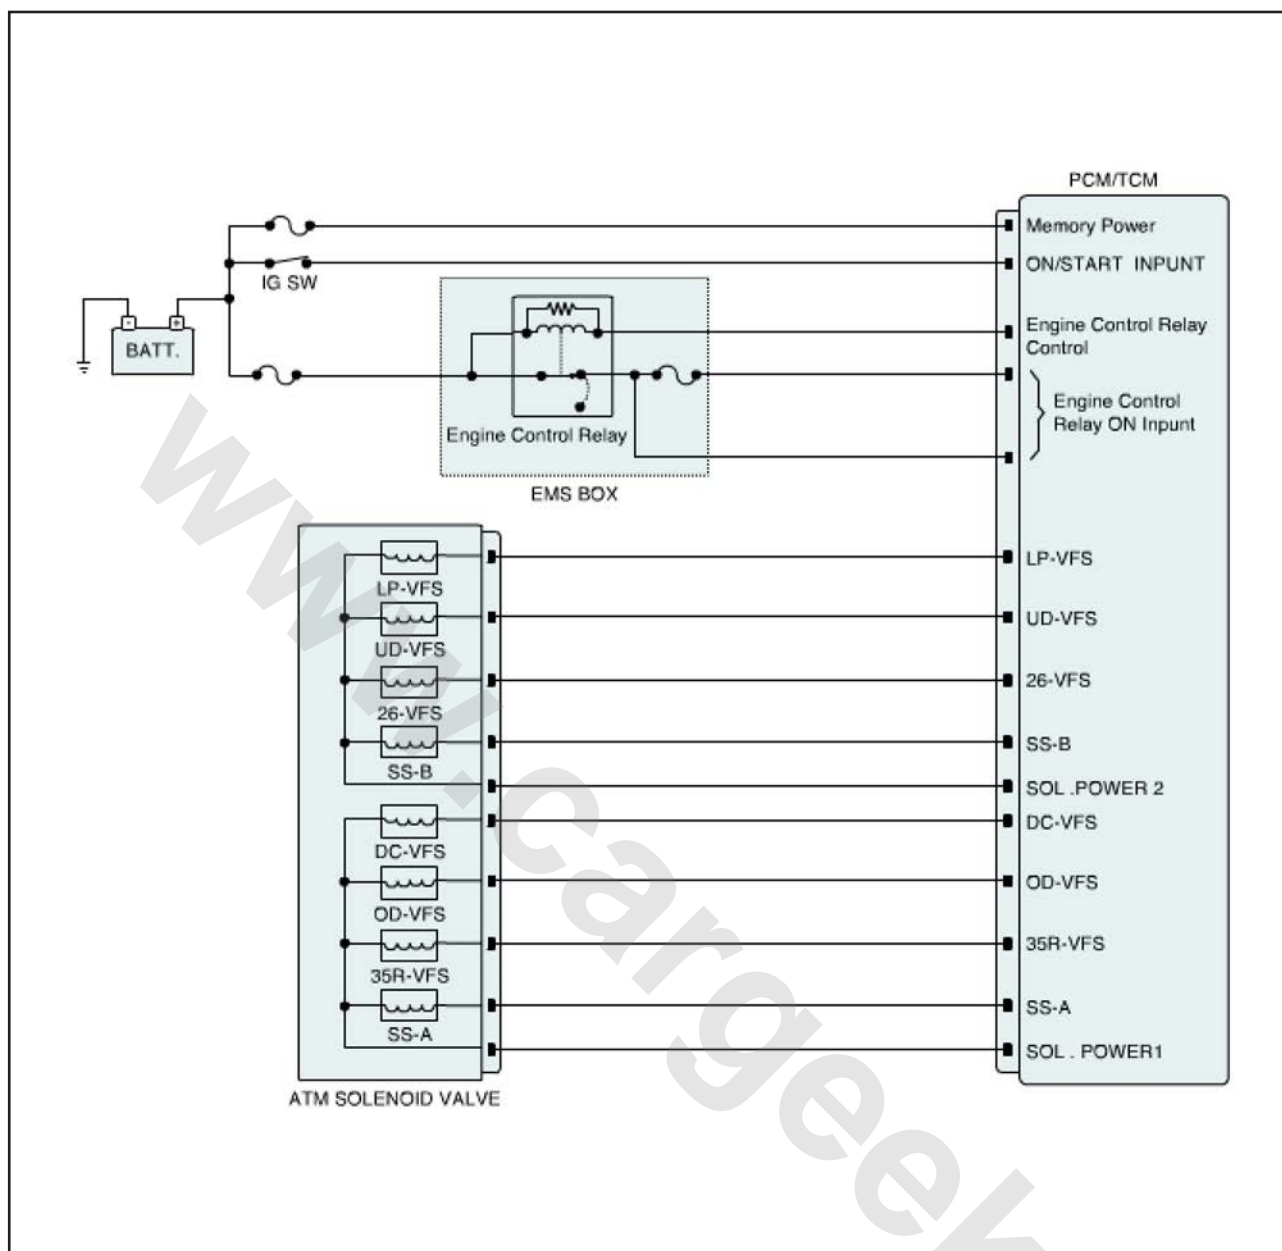 PCM/TCM
Memory Power
ON/START INPUNT
IG SW
Engine Control Relay
Control
- +
BATT.
Engine Control
Relay ON Inpunt
Engine Control Relay
EMS BOX
LP-VFS
LP-VFS
UD-VFS
UD-VFS
26-VFS
26-VFS
SS-B
SS-B
SOL .POWER 2
DC-VFS
DC-VFS
OD-VFS
OD-VFS
35R-VFS
35R-VFS
SS-A
SS-A
SOL . POWER1
ATM SOLENOID VALVE
www.cargeek